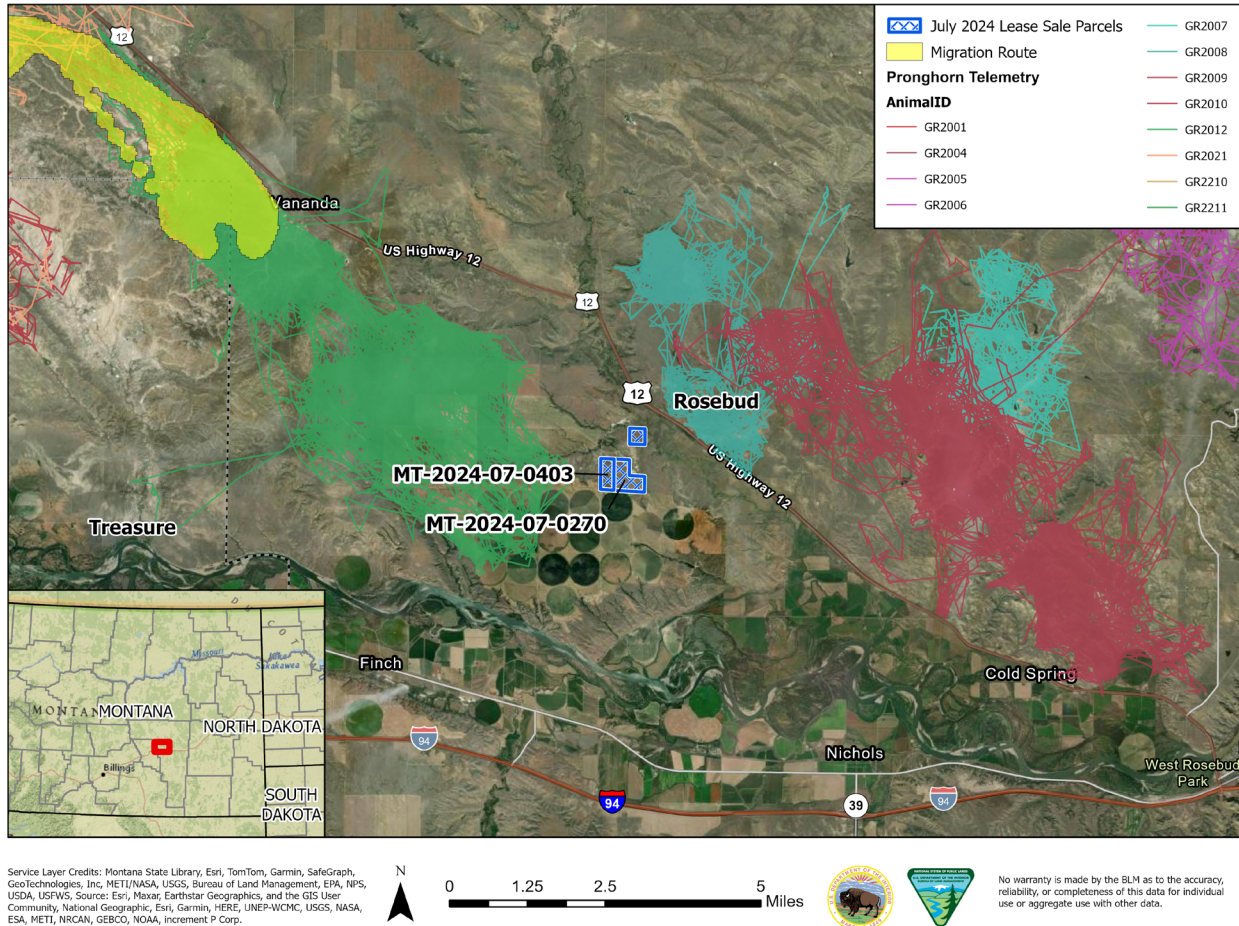 12
July 2024 Lease Sale Parcels
Migration Route
Pronghorn Telemetry
AnimalID
GR2001
GR2004
GR2005
GR2006
GR2007
GR2008
GR2009
GR2010
GR2012
GR2021
GR2210
GR2211
Vananda
US Highway 12
12
12
Rosebud
US Highway 12
MT-2024-07-0403
MT-2024-07-0270
Treasure
Finch
Cold Spring
94
Nichols
West Rosebud
Park
94
39
94
Missouri
Lake
Sakakawea
MONTAN
MONTANA
NORTH DAKOTA
Billings
SOUTH
DAKOTA
Service Layer Credits: Montana State Library, Esri, TomTom, Garmin, SafeGraph,
GeoTechnologies, Inc, METI/NASA, USGS, Bureau of Land Management, EPA, NPS,
USDA, USFWS, Source: Esri, Maxar, Earthstar Geographics, and the GIS User
Community, National Geographic, Esri, Garmin, HERE, UNEP-WCMC, USGS, NASA,
ESA, METI, NRCAN, GEBCO, NOAA, increment P Corp.
N
0 1.25 2.5 5
Miles
No warranty is made by the BLM as to the accuracy,
reliability, or completeness of this data for individual
use or aggregate use with other data.